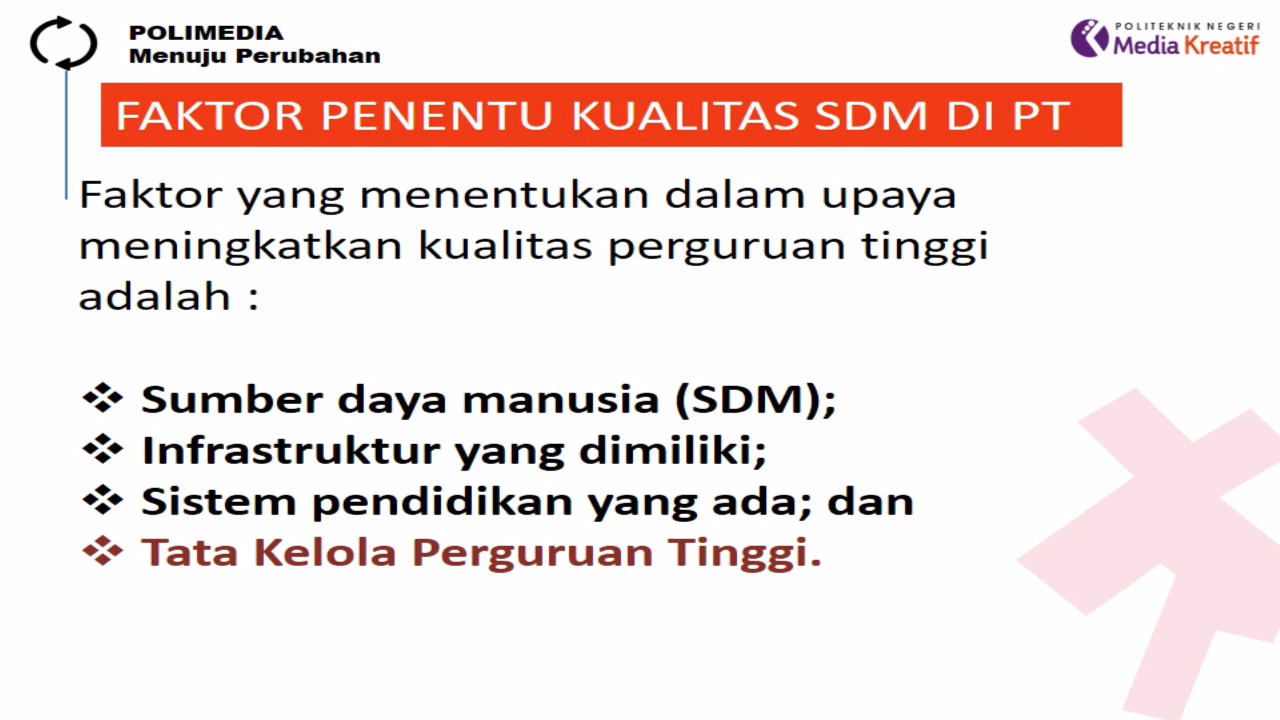 POLIMEDIA
Menuju Perubahan
POLITEKNIK NEGERI
Media Kreatif
FAKTOR PENENTU KUALITAS SDM DI PT
Faktor yang menentukan dalam upaya
meningkatkan kualitas perguruan tinggi
adalah :
❖ Sumber daya manusia (SDM);
❖ Infrastruktur yang dimiliki;
❖ Sistem pendidikan yang ada; dan
❖ Tata Kelola Perguruan Tinggi.